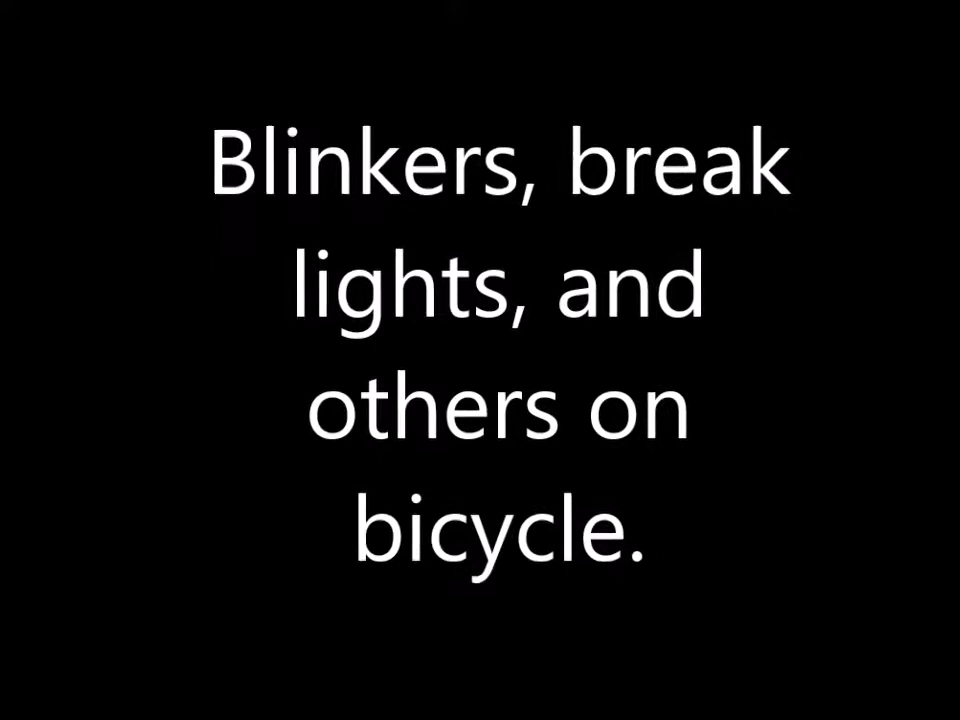 Blinkers, break
lights, and
others on
bicycle.